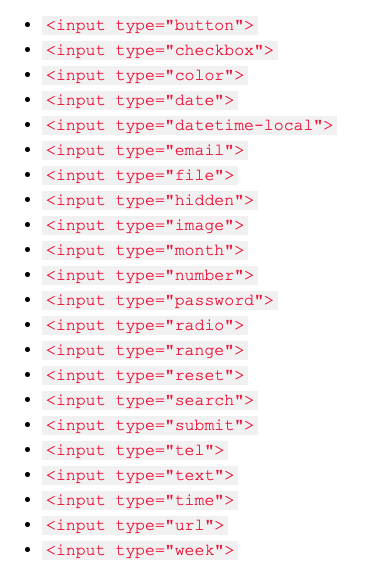 <input type="button">
<input type="checkbox">
<input type="color">
<input type="date">
<input type="datetime-local">
<input type="email">
<input type="file">
<input type="hidden">
<input type="image">
<input type="month">
<input type="number">
<input type="password">
<input type="radio">
<input type="range">
<input type="reset">
<input type="search">
<input type="submit">
<input type="tel">
<input type="text">
<input type="time">
<input type="url">
<input type="week">